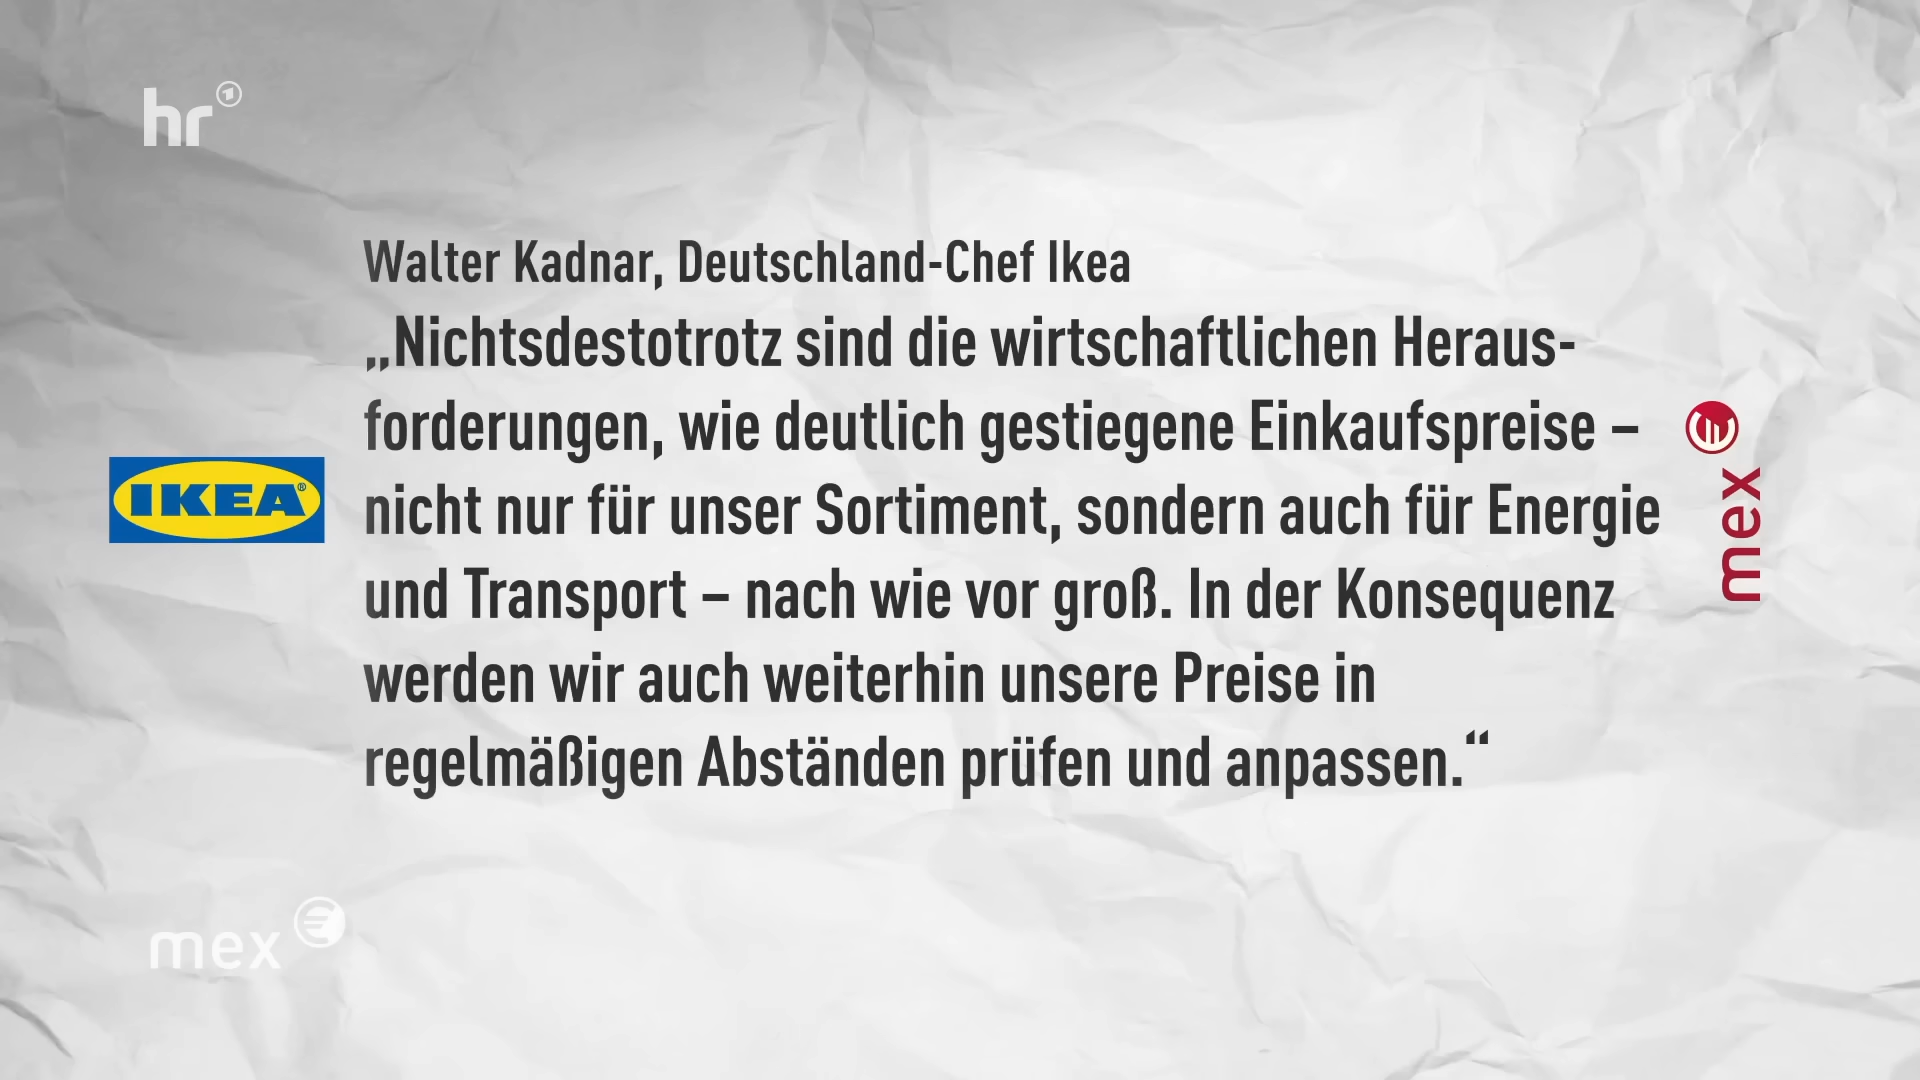 hr
Walter Kadnar, Deutschland-Chef Ikea
„Nichtsdestotrotz sind die wirtschaftlichen Heraus-
forderungen, wie deutlich gestiegene Einkaufspreise –
nicht nur für unser Sortiment, sondern auch für Energie
und Transport – nach wie vor groß. In der Konsequenz
werden wir auch weiterhin unsere Preise in
regelmäßigen Abständen prüfen und anpassen.“
IKEA®
mex
mex €